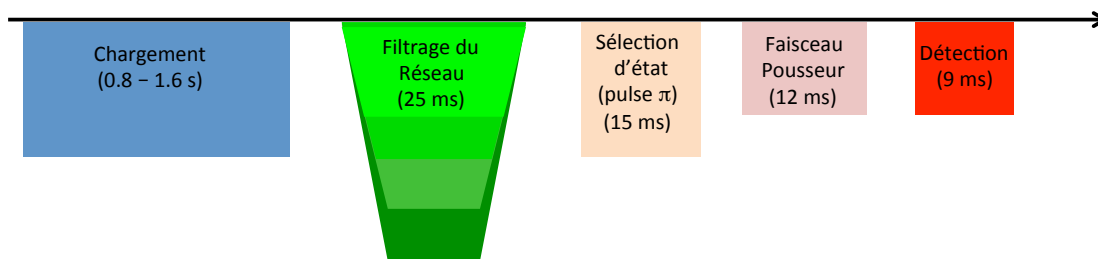 Chargement
(0.8 – 1.6 s)
Filtrage du
Réseau
(25 ms)
Sélection
d'état
(pulse π)
(15 ms)
Faisceau
Pousseur
(12 ms)
Détection
(9 ms)